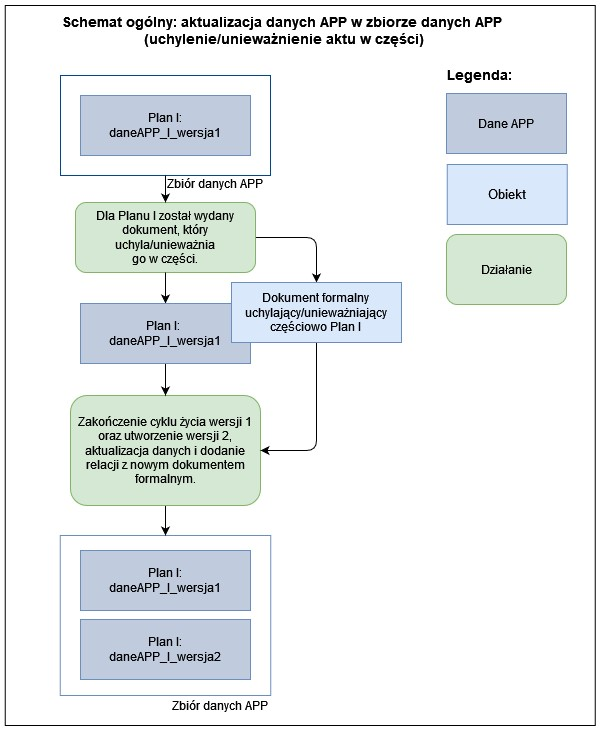 Schemat ogólny: aktualizacja danych APP w zbiorze danych APP
(uchylenie/unieważnienie aktu w części)
Legenda:
Dane APP
Obiekt
Działanie
Plan I:
daneAPP_I_wersja1
Zbiór danych APP
Dla Planu I został wydany
dokument, który
uchyla/unieważnia
go w części.
Plan I:
daneAPP_I_wersja1
Dokument formalny
uchylający/unieważniający
częściowo Plan I
Zakończenie cyklu życia wersji 1
oraz utworzenie wersji 2,
aktualizacja danych i dodanie
relacji z nowym dokumentem
formalnym.
Plan I:
daneAPP_I_wersja1
Plan I:
daneAPP_I_wersja2
Zbiór danych APP